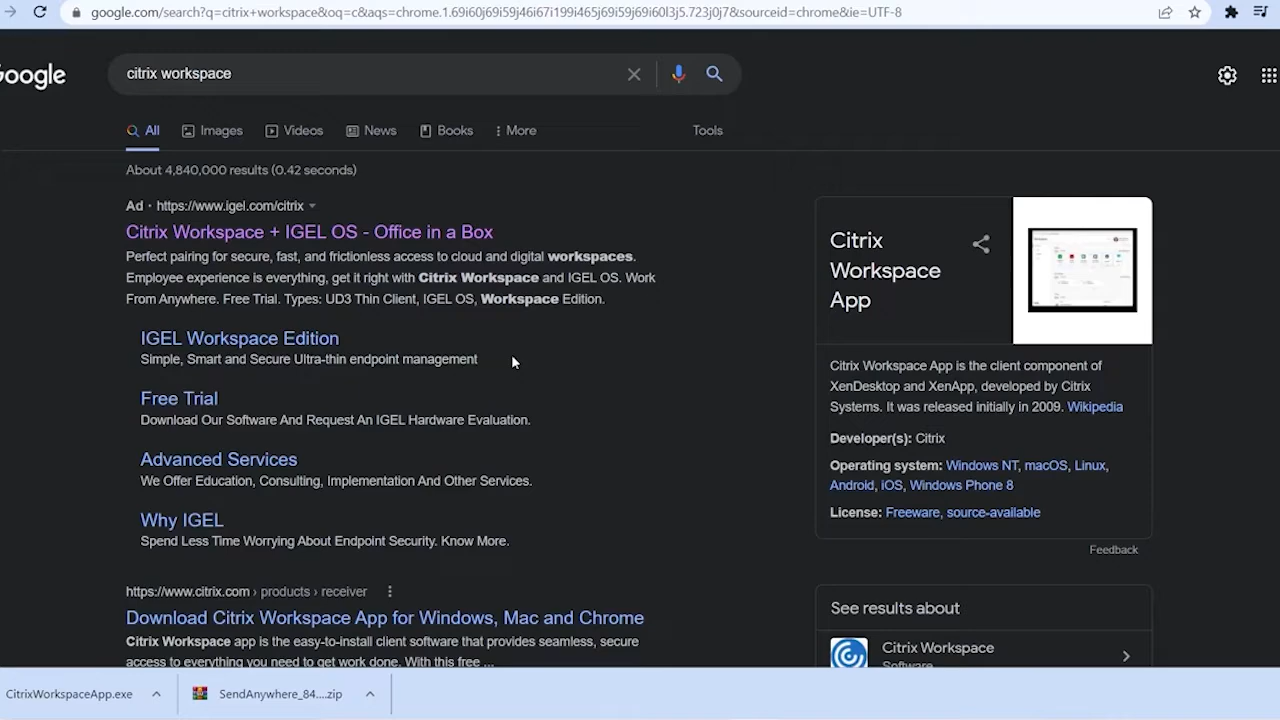 google.com/search?q=citrix+workspace&oq=c&aqs=chrome.1.69i60j69i59j46i67i199i465j69i59j69i60l3j5.723j0j7&sourceid=chrome&ie=UTF-8
Google
citrix workspace
All
Images
Videos
News
Books
More
Tools
About 4,840,000 results (0.42 seconds)
Ad · https://www.igel.com/citrix
Citrix Workspace + IGEL OS - Office in a Box
Perfect pairing for secure, fast, and frictionless access to cloud and digital workspaces.
Employee experience is everything, get it right with Citrix Workspace and IGEL OS. Work
From Anywhere. Free Trial. Types: UD3 Thin Client, IGEL OS, Workspace Edition.
IGEL Workspace Edition
Simple, Smart and Secure Ultra-thin endpoint management
Free Trial
Download Our Software And Request An IGEL Hardware Evaluation.
Advanced Services
We Offer Education, Consulting, Implementation And Other Services.
Why IGEL
Spend Less Time Worrying About Endpoint Security. Know More.
https://www.citrix.com › products › receiver
Download Citrix Workspace App for Windows, Mac and Chrome
Citrix Workspace app is the easy-to-install client software that provides seamless, secure
access to everything you need to get work done. With this free ...
Citrix
Workspace
App
Citrix Workspace App is the client component of
XenDesktop and XenApp, developed by Citrix
Systems. It was released initially in 2009. Wikipedia
Developer(s): Citrix
Operating system: Windows NT, macOS, Linux,
Android, iOS, Windows Phone 8
License: Freeware, source-available
Feedback
See results about
Citrix Workspace
Software
CitrixWorkspaceApp.exe
SendAnywhere_84....zip